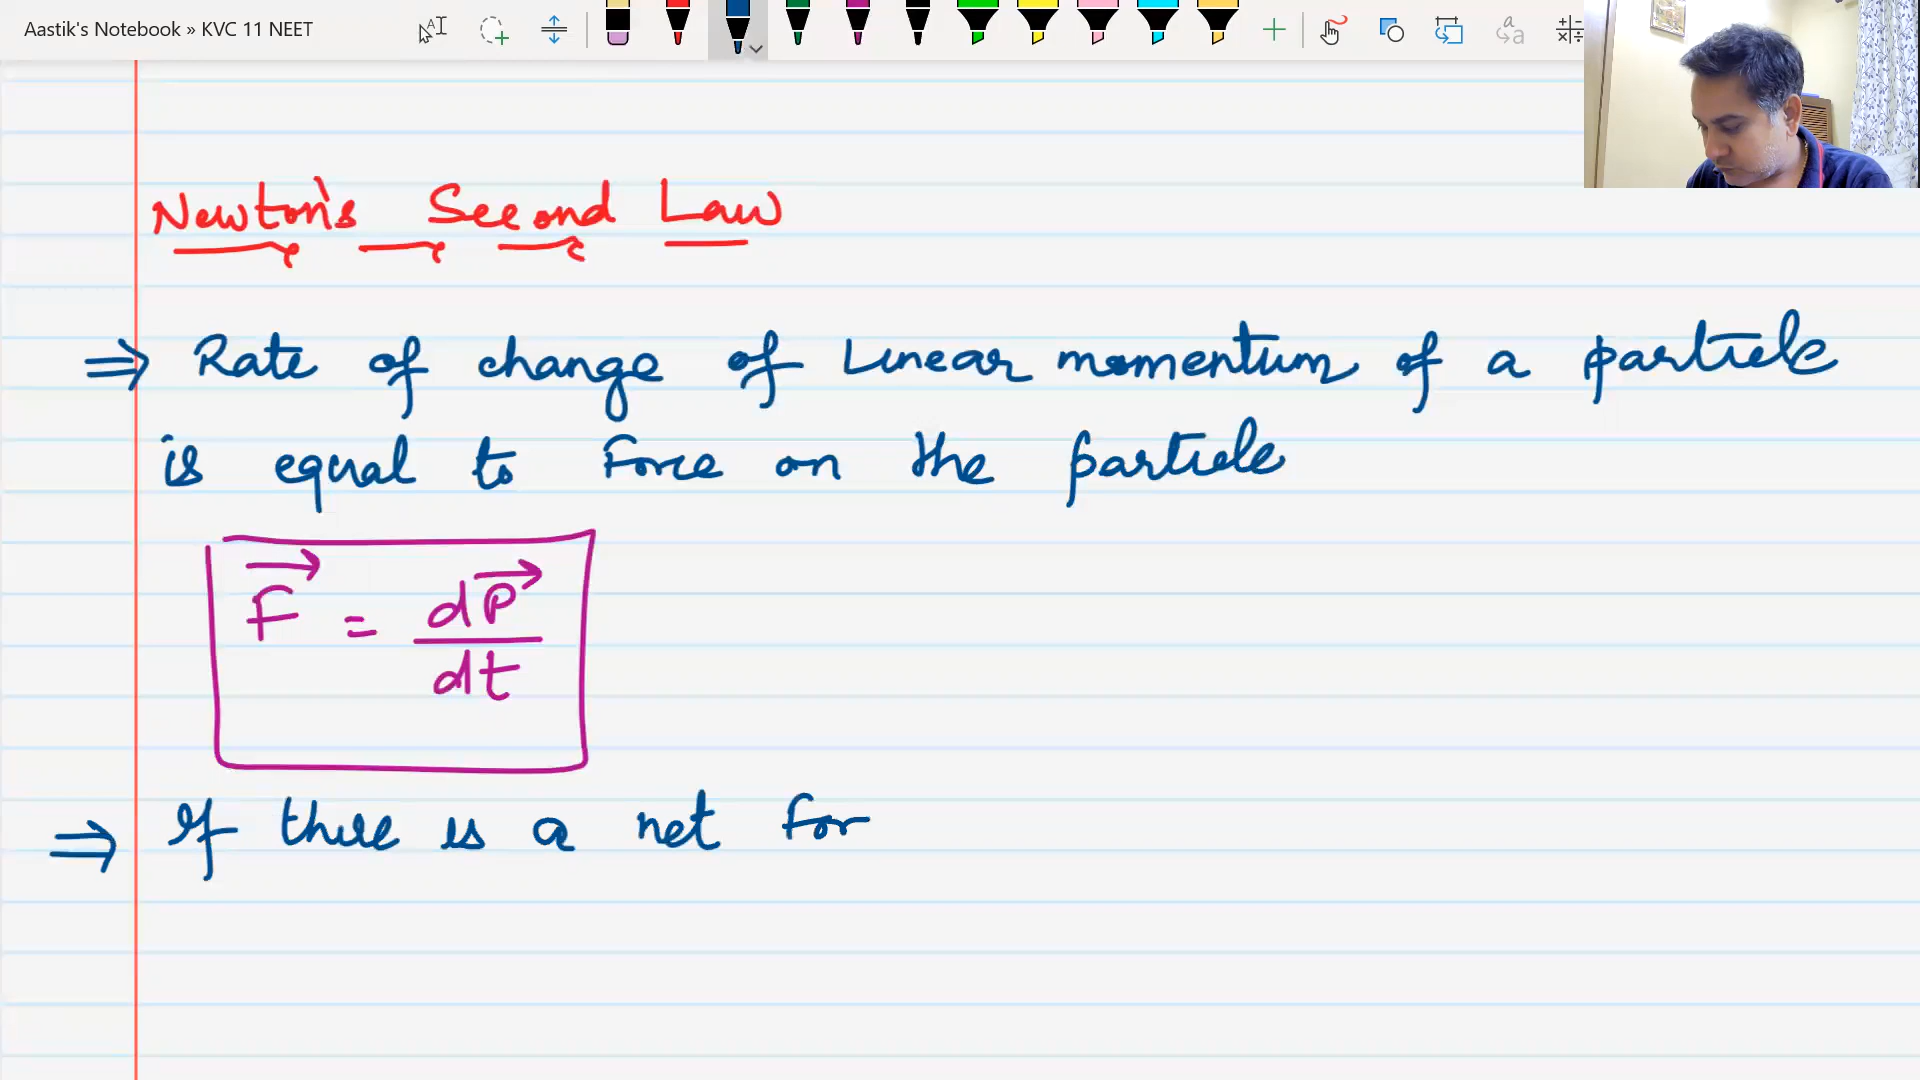 Aastik's Notebook » KVC 11 NEET
Newton's Second Law
⇒ Rate of change of Linear momentum of a particle
is equal to Force on the particle
F⃗ = dP⃗/dt
⇒ If there is a net For